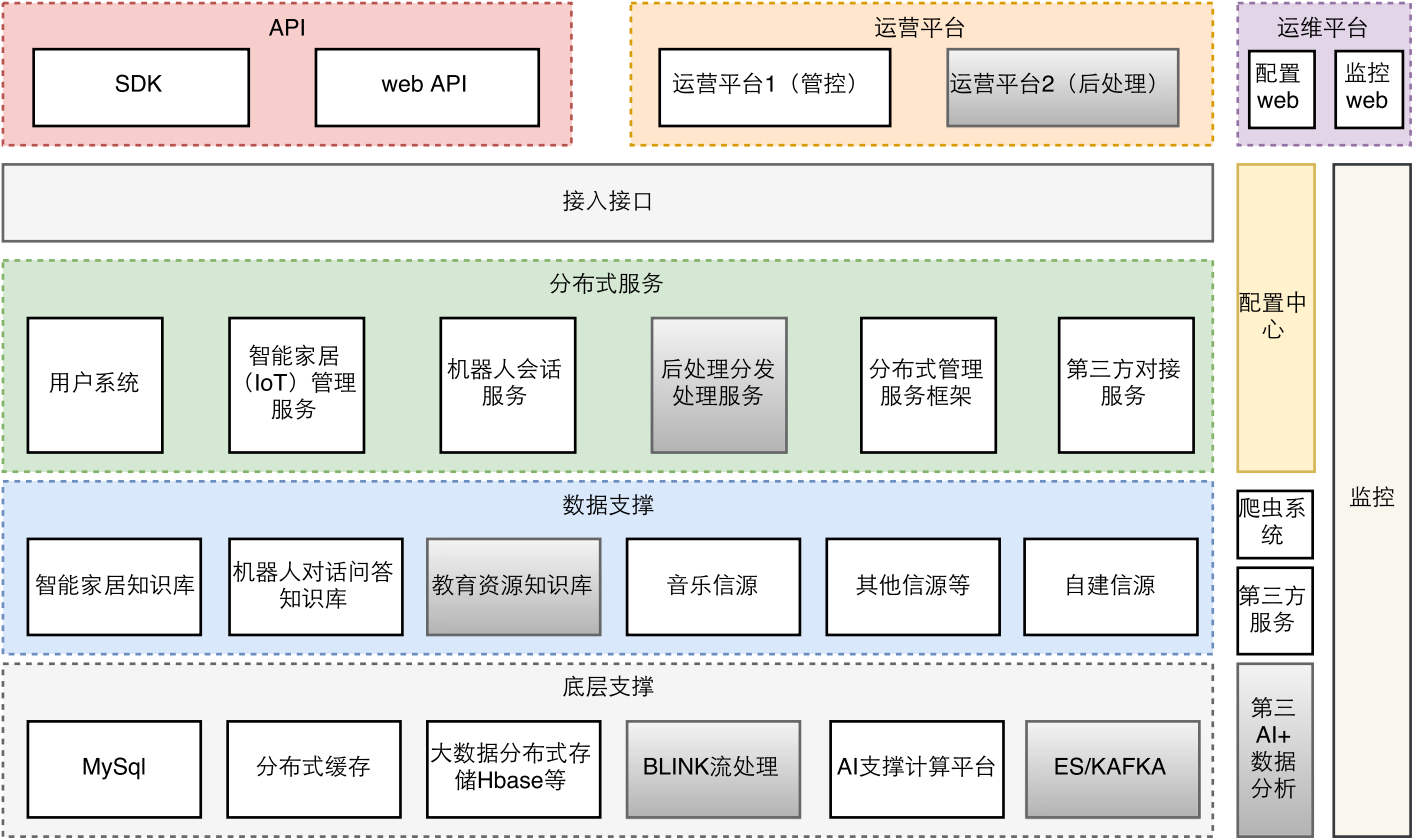 API
SDK
web API
运营平台
运营平台1（管控）
运营平台2（后处理）
运维平台
配置
web
监控
web
接入接口
分布式服务
用户系统
智能家居
（IoT）管理
服务
机器人会话
服务
后处理分发
处理服务
分布式管理
服务框架
第三方对接
服务
配置中
心
监控
数据支撑
智能家居知识库
机器人对话问答
知识库
教育资源知识库
音乐信源
其他信源等
自建信源
爬虫系
统
第三方
服务
底层支撑
MySql
分布式缓存
大数据分布式存
储Hbase等
BLINK流处理
AI支撑计算平台
ES/KAFKA
第三
AI+
数据
分析